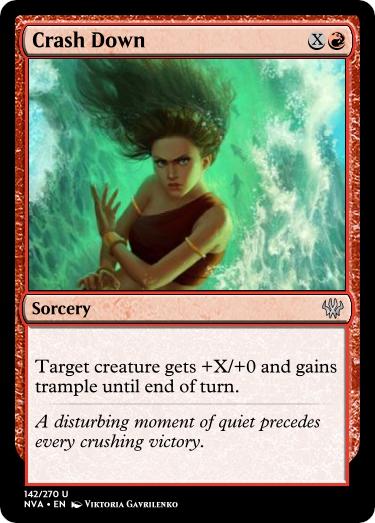 Crash Down X
Sorcery
Target creature gets +X/+0 and gains
trample until end of turn.
A disturbing moment of quiet precedes
every crushing victory.
142/270 U
NVA • EN Viktoria Gavrilenko